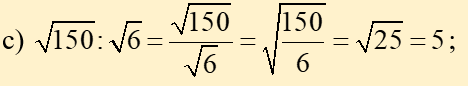 c) √150 : √6 = √150/√6 = √(150/6) = √25 = 5 ;